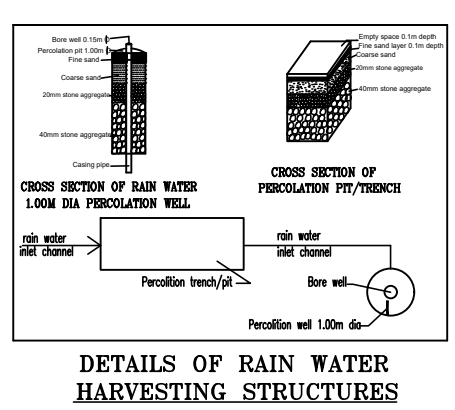 Bore well 0.15m
Percolation pit 1.00m
Fine sand
Coarse sand
20mm stone aggregate
40mm stone aggregate
Casing pipe
CROSS SECTION OF RAIN WATER
1.00M DIA PERCOLATION WELL
Empty space 0.1m depth
Fine sand layer 0.1m depth
Coarse sand
20mm stone aggregate
40mm stone aggregate
CROSS SECTION OF
PERCOLATION PIT/TRENCH
rain water
inlet channel
Percolition trench/pit
rain water
inlet channel
Bore well
Percolition well 1.00m dia
DETAILS OF RAIN WATER
HARVESTING STRUCTURES